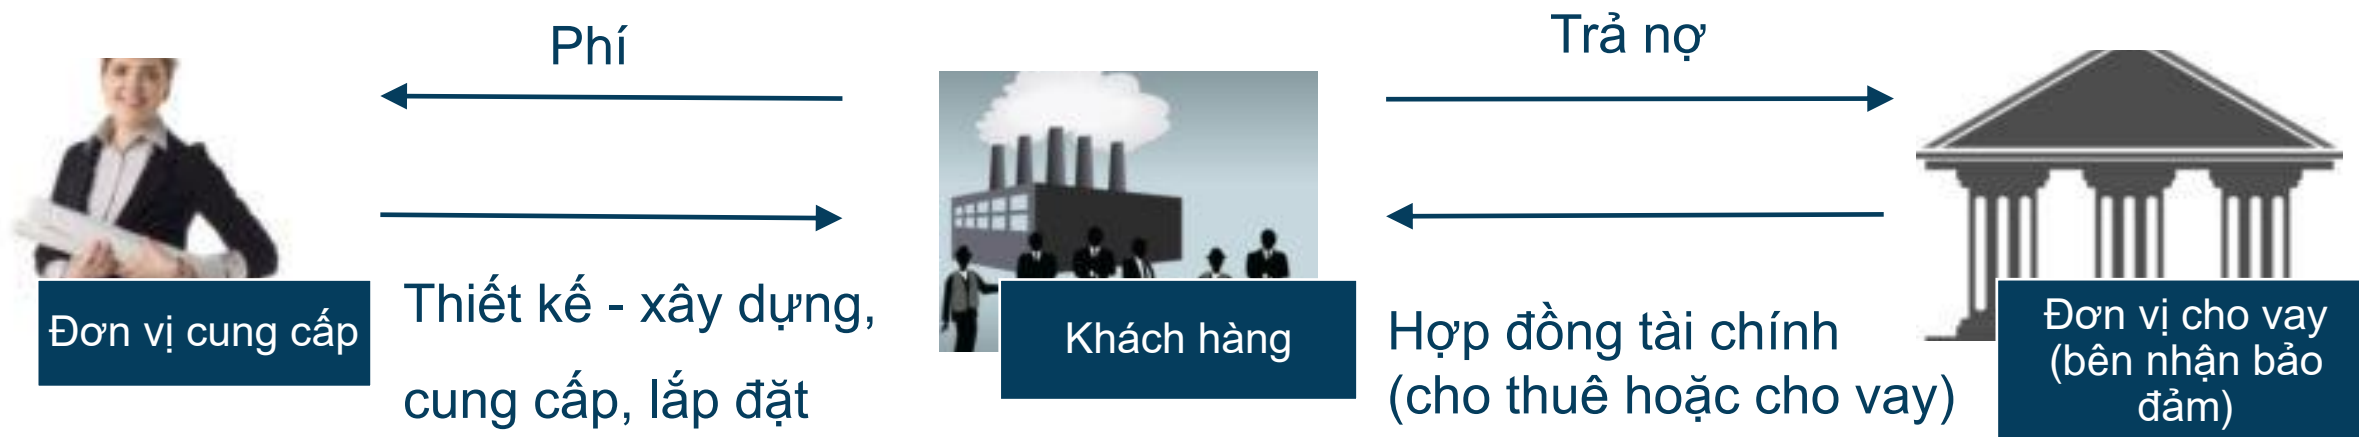 Phí
Trả nợ
Đơn vị cung cấp
Thiết kế - xây dựng,
cung cấp, lắp đặt
Khách hàng
Hợp đồng tài chính
(cho thuê hoặc cho vay)
Đơn vị cho vay
(bên nhận bảo
đảm)